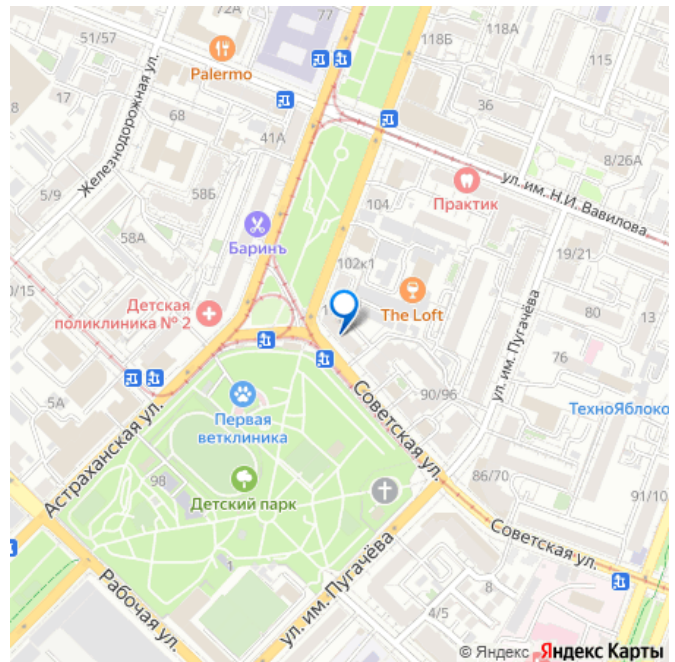 72А
77
51/57
Palermo
118Б
118А
115
17
Железнодорожная ул.
68
41А
36
8/26А
ул. им. Н.И. Вавилова
5/9
58Б
104
Практик
58А
Баринъ
19/21
102к1
Детская
поликлиника № 2
The Loft
80
13
ул. им. Пугачёва
76
5А
Первая
ветклиника
Советская ул.
90/96
ТехноЯблоко
Астраханская ул.
98
Детский парк
86/70
91/10
Советская ул.
1
Рабочая ул.
ул. им. Пугачёва
8
4/5
© Яндекс Яндекс Карты